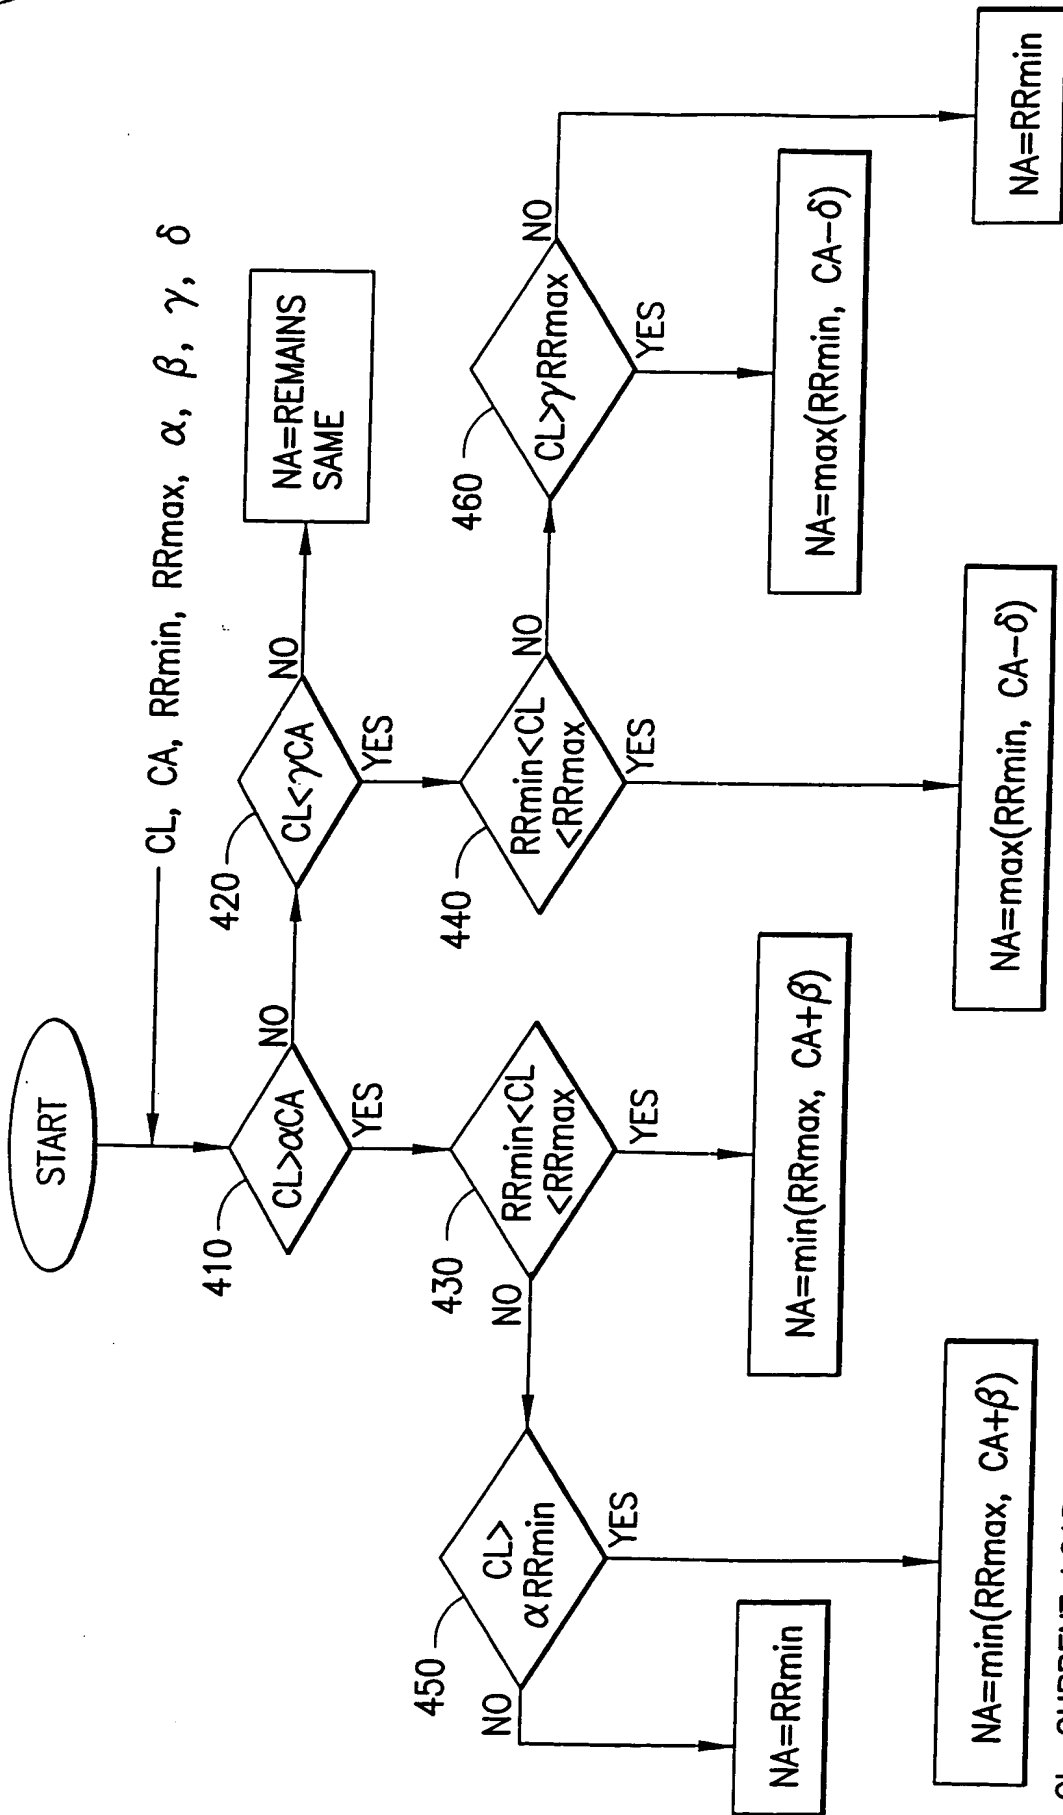 START
CL, CA, RRmin, RRmax, α, β, γ, δ
410
CL>αCA
NO
YES
420
CL<γCA
NO
YES
NA=REMAINS
SAME
430
RRmin<CL
<RRmax
NO
YES
440
RRmin<CL
<RRmax
NO
YES
450
CL>
αRRmin
NO
YES
460
CL>γRRmax
NO
YES
NA=RRmin
NA=min(RRmax, CA+β)
NA=min(RRmax, CA+β)
NA=max(RRmin, CA-δ)
NA=max(RRmin, CA-δ)
NA=RRmin